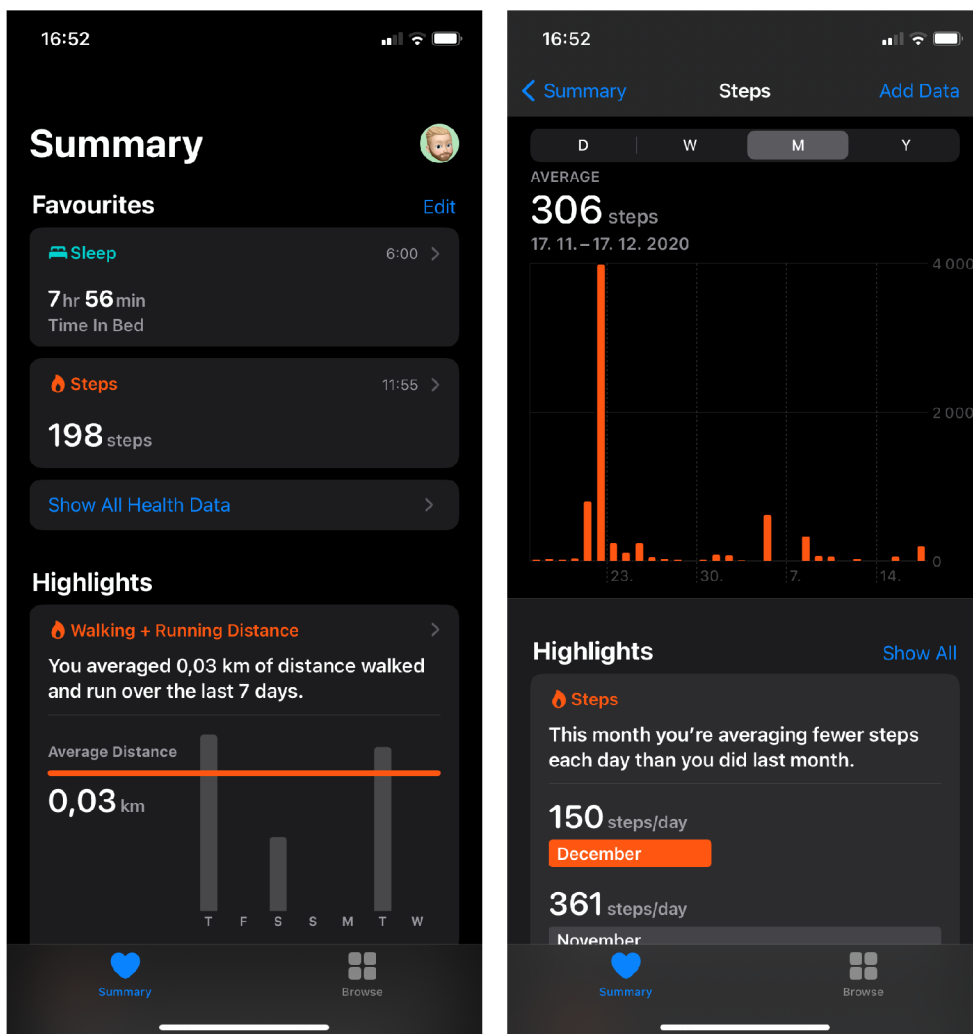 16:52
Summary
Favourites
Edit
Sleep
6:00
7 hr 56 min
Time In Bed
Steps
11:55
198 steps
Show All Health Data
Highlights
Walking + Running Distance
You averaged 0,03 km of distance walked
and run over the last 7 days.
Average Distance
0,03 km
T F S S M T W
Summary
Browse
16:52
Summary
Steps
Add Data
D W M Y
AVERAGE
306 steps
17. 11. – 17. 12. 2020
4 000
2 000
0
23. 30. 7. 14.
Highlights
Show All
Steps
This month you're averaging fewer steps
each day than you did last month.
150 steps/day
December
361 steps/day
November
Summary
Browse